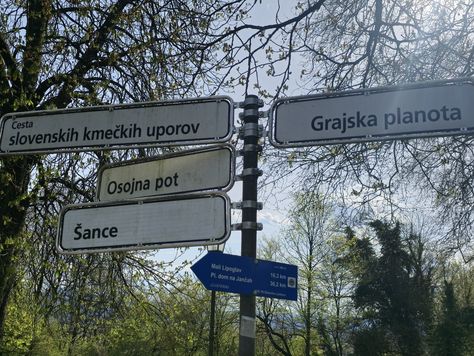 Cesta
slovenskih kmečkih uporov
Grajska planota
Osojna pot
Šance
Mali Lipoglav 16,2 km
Pl. dom na Jančah 36,2 km